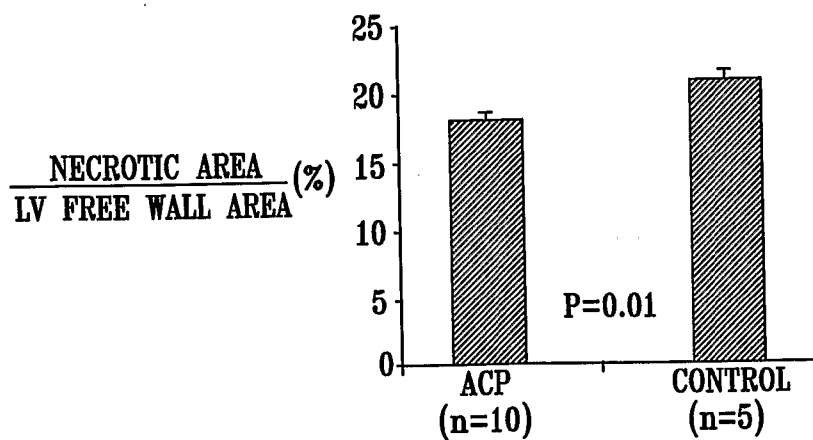 25
20
15
10
5
0
NECROTIC AREA
LV FREE WALL AREA (%)
P=0.01
ACP
(n=10)
CONTROL
(n=5)